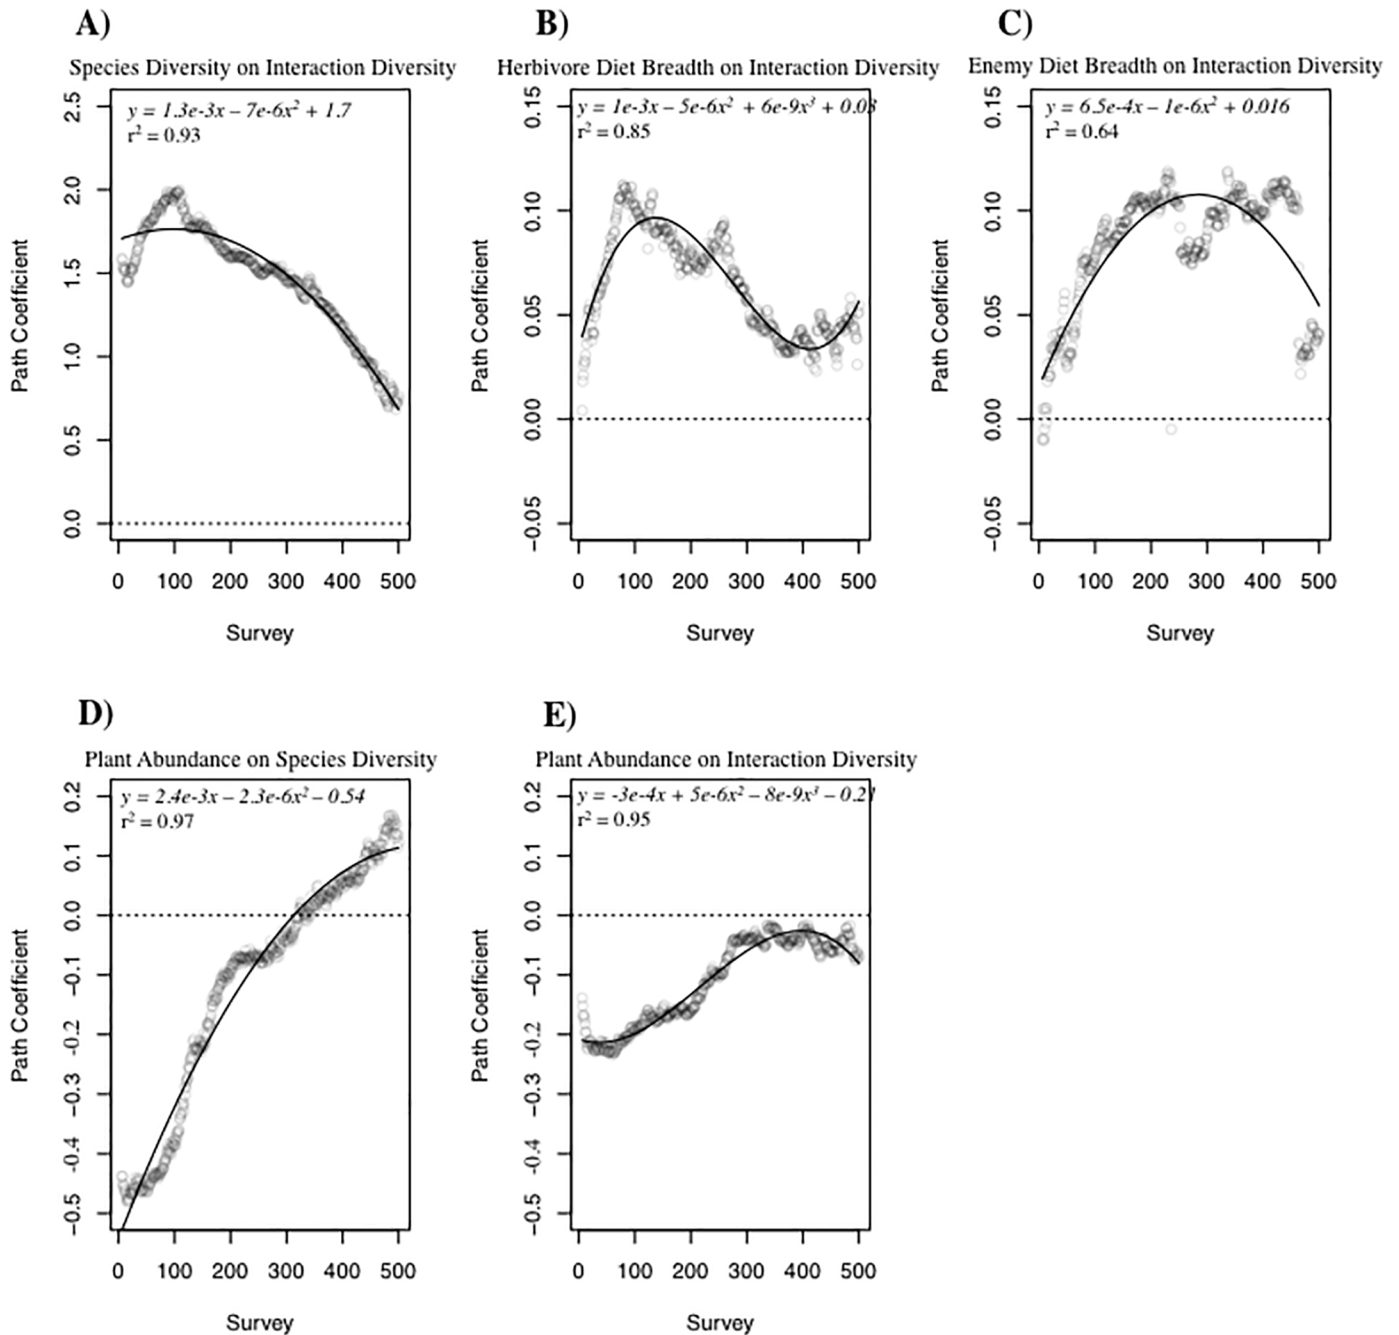 A)
Species Diversity on Interaction Diversity
y = 1.3e-3x – 7e-6x² + 1.7
r² = 0.93
2.5
2.0
1.5
1.0
0.5
0.0
Path Coefficient
0 100 200 300 400 500
Survey
B)
Herbivore Diet Breadth on Interaction Diversity
y = 1e-3x – 5e-6x² + 6e-9x³ + 0.03
r² = 0.85
0.15
0.10
0.05
0.00
−0.05
Path Coefficient
0 100 200 300 400 500
Survey
C)
Enemy Diet Breadth on Interaction Diversity
y = 6.5e-4x – 1e-6x² + 0.016
r² = 0.64
0.15
0.10
0.05
0.00
−0.05
Path Coefficient
0 100 200 300 400 500
Survey
D)
Plant Abundance on Species Diversity
y = 2.4e-3x – 2.3e-6x² – 0.54
r² = 0.97
0.2
0.1
0.0
−0.1
−0.2
−0.3
−0.4
−0.5
Path Coefficient
0 100 200 300 400 500
Survey
E)
Plant Abundance on Interaction Diversity
y = -3e-4x + 5e-6x² – 8e-9x³ – 0.21
r² = 0.95
0.2
0.1
0.0
−0.1
−0.2
−0.3
−0.4
−0.5
Path Coefficient
0 100 200 300 400 500
Survey